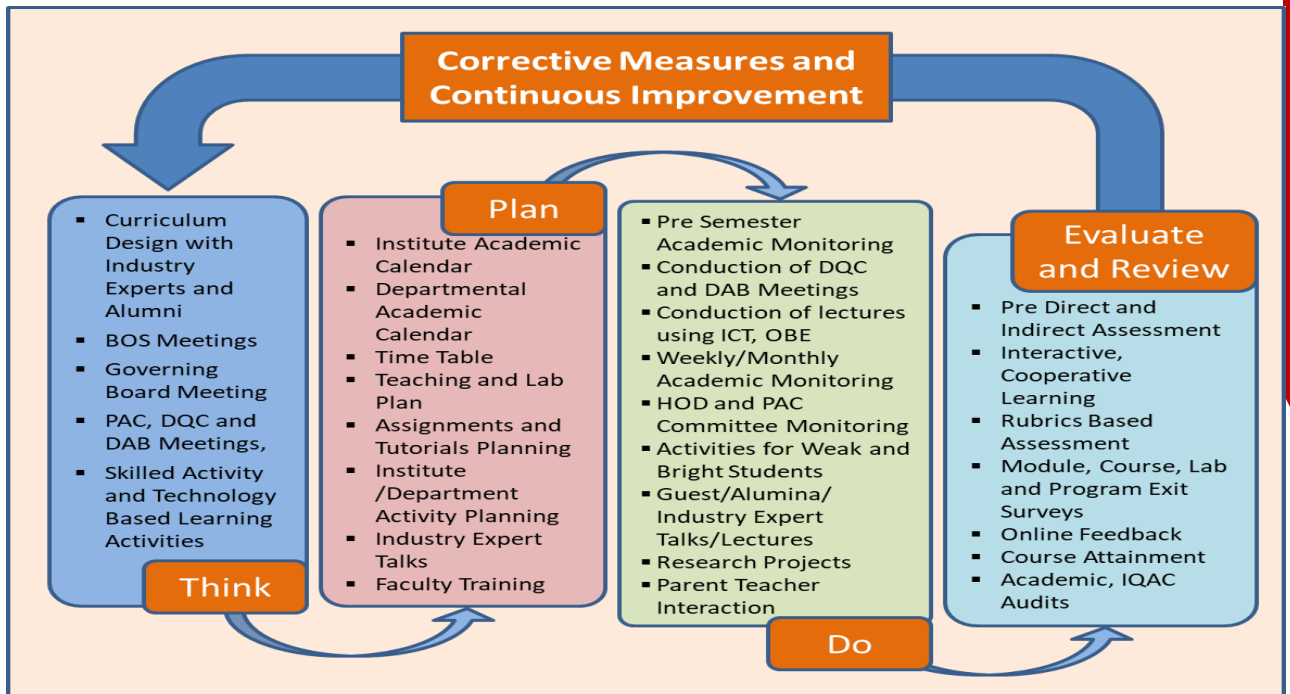 Corrective Measures and
Continuous Improvement
▪ Curriculum
Design with
Industry
Experts and
Alumni
▪ BOS Meetings
▪ Governing
Board Meeting
▪ PAC, DQC and
DAB Meetings,
▪ Skilled Activity
and Technology
Based Learning
Activities
Think
Plan
▪ Institute Academic
Calendar
▪ Departmental
Academic
Calendar
▪ Time Table
▪ Teaching and Lab
Plan
▪ Assignments and
Tutorials Planning
▪ Institute
/Department
Activity Planning
▪ Industry Expert
Talks
▪ Faculty Training
▪ Pre Semester
Academic Monitoring
▪ Conduction of DQC
and DAB Meetings
▪ Conduction of lectures
using ICT, OBE
▪ Weekly/Monthly
Academic Monitoring
▪ HOD and PAC
Committee Monitoring
▪ Activities for Weak and
Bright Students
▪ Guest/Alumina/
Industry Expert
Talks/Lectures
▪ Research Projects
▪ Parent Teacher
Interaction
Do
Evaluate
and Review
▪ Pre Direct and
Indirect Assessment
▪ Interactive,
Cooperative
Learning
▪ Rubrics Based
Assessment
▪ Module, Course, Lab
and Program Exit
Surveys
▪ Online Feedback
▪ Course Attainment
▪ Academic, IQAC
Audits